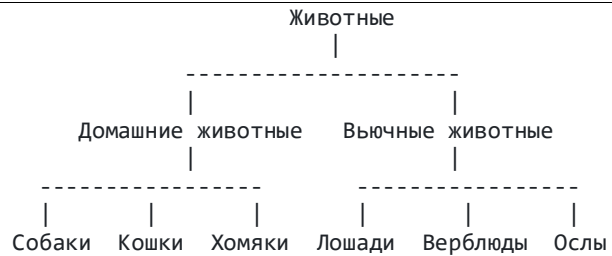 Животные
Домашние животные Вьючные животные
Собаки Кошки Хомяки Лошади Верблюды Ослы